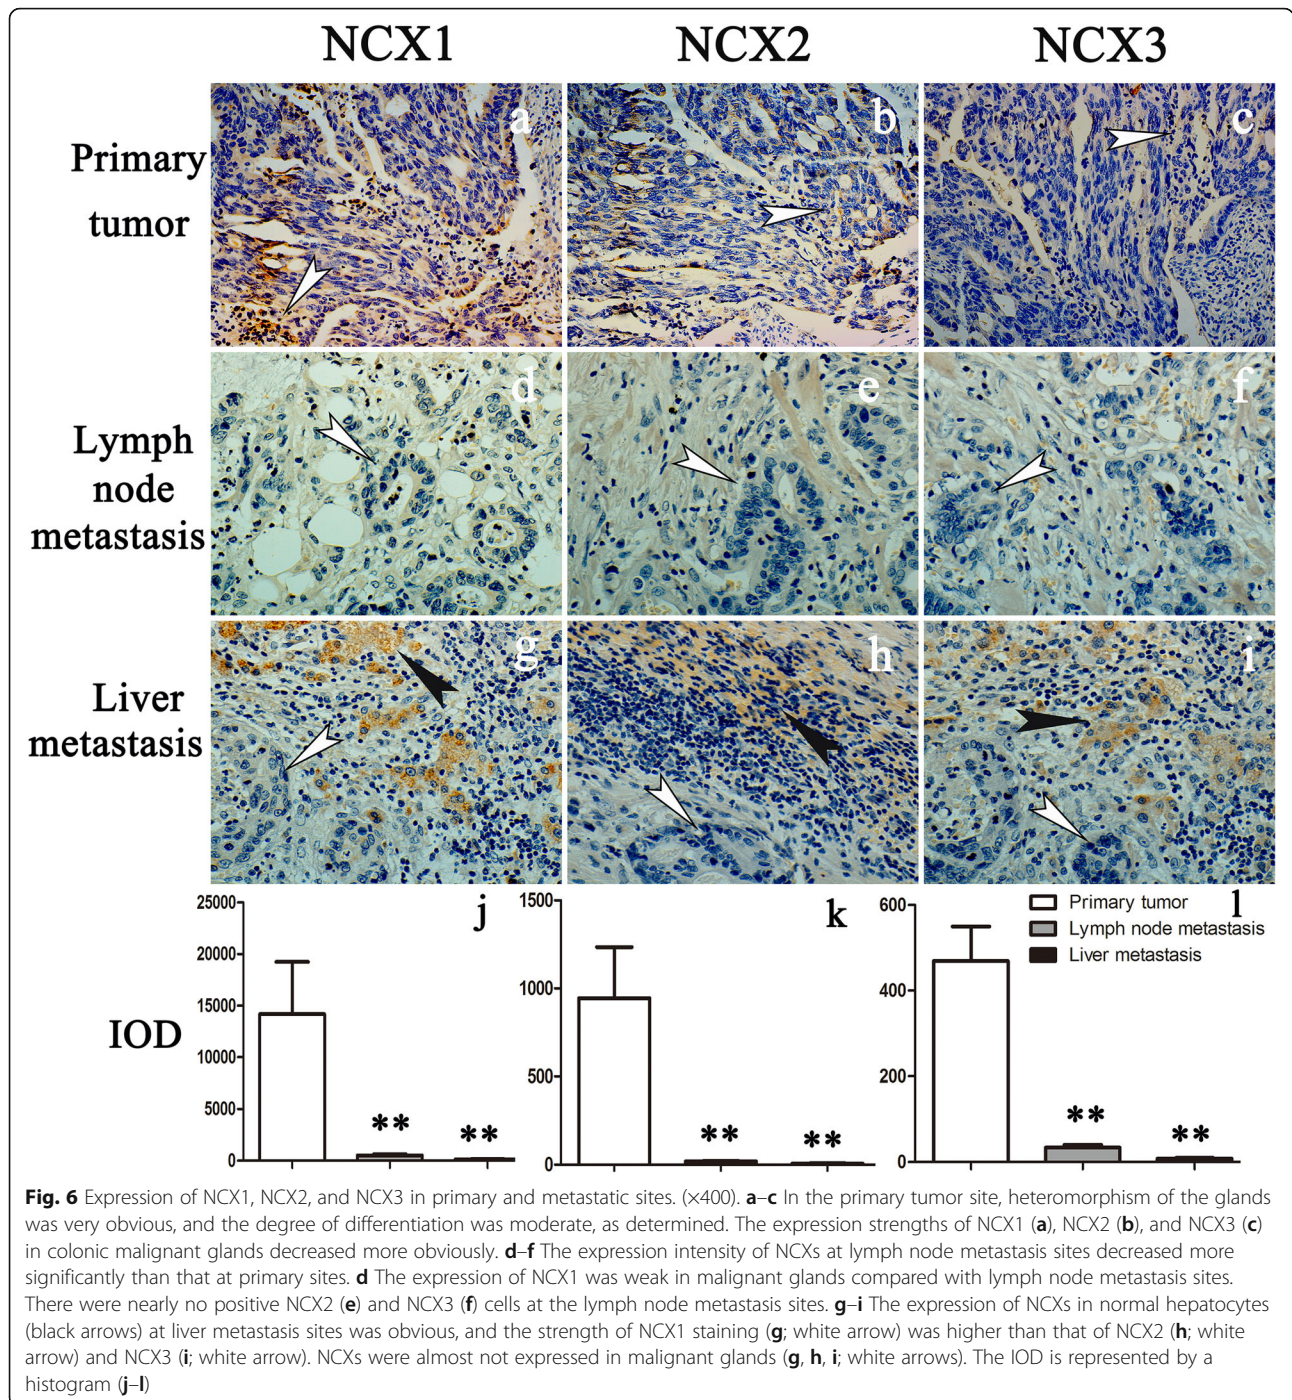 NCX1 NCX2 NCX3
Primary
tumor
a b c
Lymph
node
metastasis
d e f
Liver
metastasis
g h i
IOD
j
25000
20000
15000
10000
5000
0
** **
k
1500
1000
500
0
** **
l
600
400
200
0
** **
Primary tumor
Lymph node metastasis
Liver metastasis
Fig. 6 Expression of NCX1, NCX2, and NCX3 in primary and metastatic sites. (×400). a–c In the primary tumor site, heteromorphism of the glands
was very obvious, and the degree of differentiation was moderate, as determined. The expression strengths of NCX1 (a), NCX2 (b), and NCX3 (c)
in colonic malignant glands decreased more obviously. d–f The expression intensity of NCXs at lymph node metastasis sites decreased more
significantly than that at primary sites. d The expression of NCX1 was weak in malignant glands compared with lymph node metastasis sites.
There were nearly no positive NCX2 (e) and NCX3 (f) cells at the lymph node metastasis sites. g–i The expression of NCXs in normal hepatocytes
(black arrows) at liver metastasis sites was obvious, and the strength of NCX1 staining (g; white arrow) was higher than that of NCX2 (h; white
arrow) and NCX3 (i; white arrow). NCXs were almost not expressed in malignant glands (g, h, i; white arrows). The IOD is represented by a
histogram (j–l)